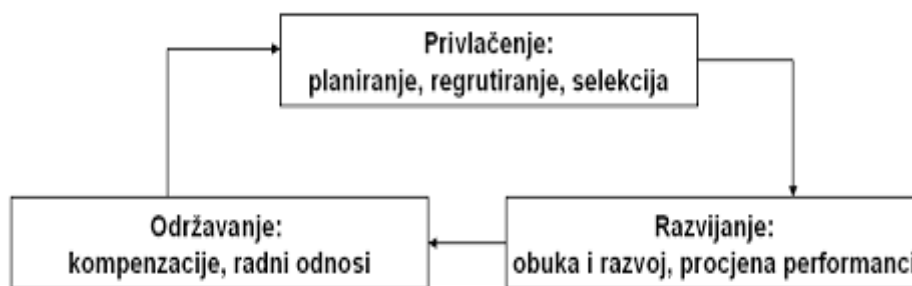 Privlačenje:
planiranje, regrutiranje, selekcija
Održavanje:
kompenzacije, radni odnosi
Razvijanje:
obuka i razvoj, procjena performanci